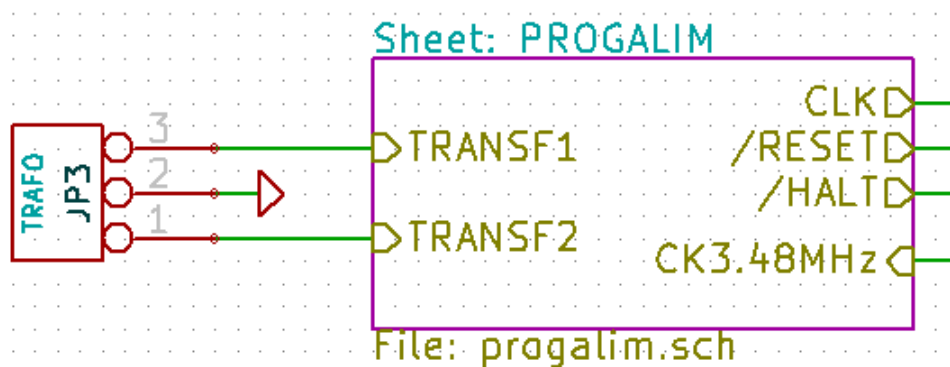 Sheet: PROGALIM
TRAFO
JP3
3
2
1
TRANSF1
TRANSF2
CLK
/RESET
/HALT
CK3.48MHz
File: progalim.sch